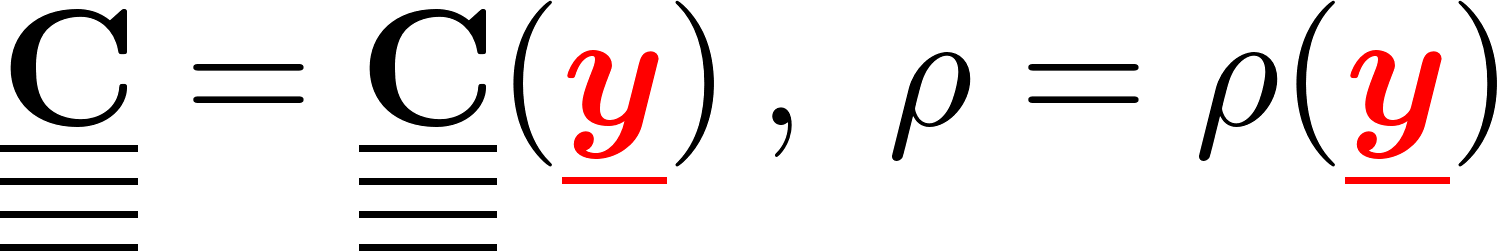 C = C(y) , ρ = ρ(y)